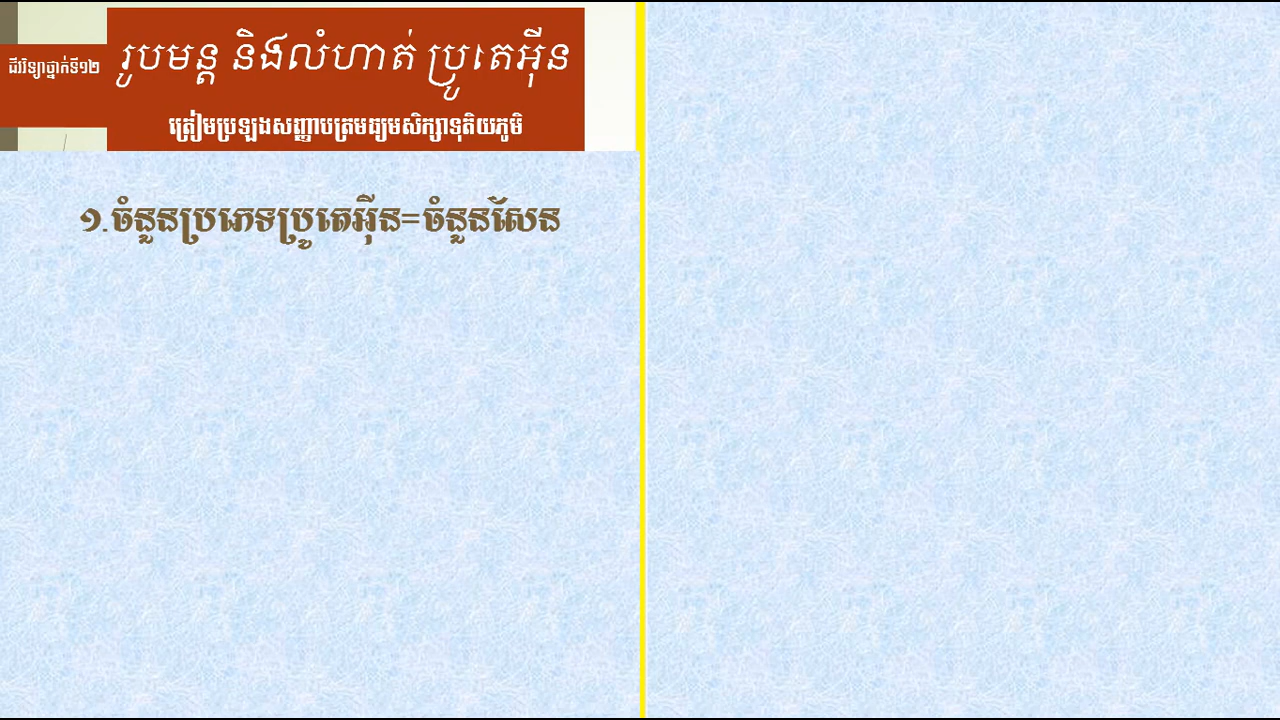 ជីវវិទ្យាថ្នាក់ទី១២
រូបមន្ត និងលំហាត់ ប្រូតេអ៊ីន
ត្រៀមប្រឡងសញ្ញាបត្រមធ្យមសិក្សាទុតិយភូមិ
១.ចំនួនប្រភេទប្រូតេអ៊ីន=ចំនួនសែន